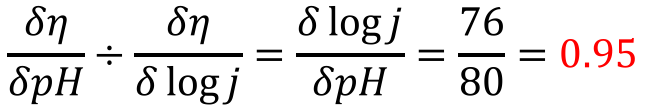 δη/δpH ÷ δη/δ log j = δ log j/δpH = 76/80 = 0.95